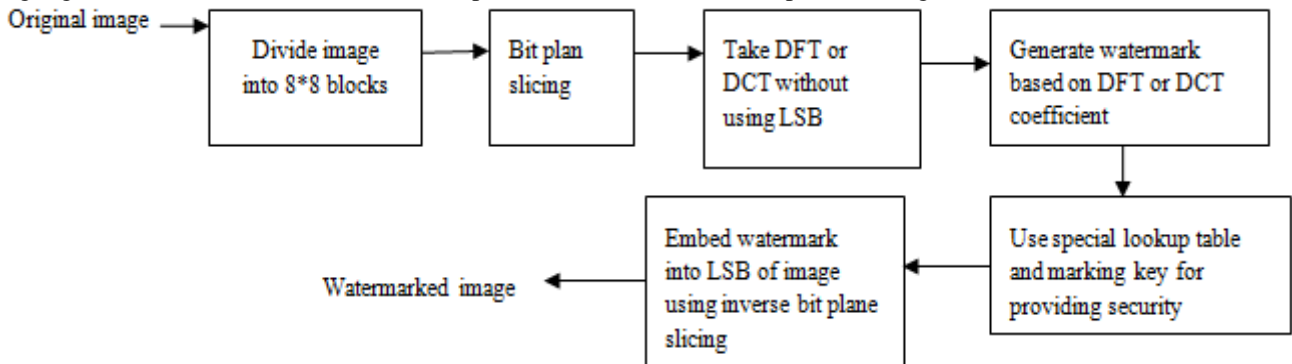 Original image
Divide image
into 8*8 blocks
Bit plan
slicing
Take DFT or
DCT without
using LSB
Generate watermark
based on DFT or DCT
coefficient
Use special lookup table
and marking key for
providing security
Embed watermark
into LSB of image
using inverse bit plane
slicing
Watermarked image